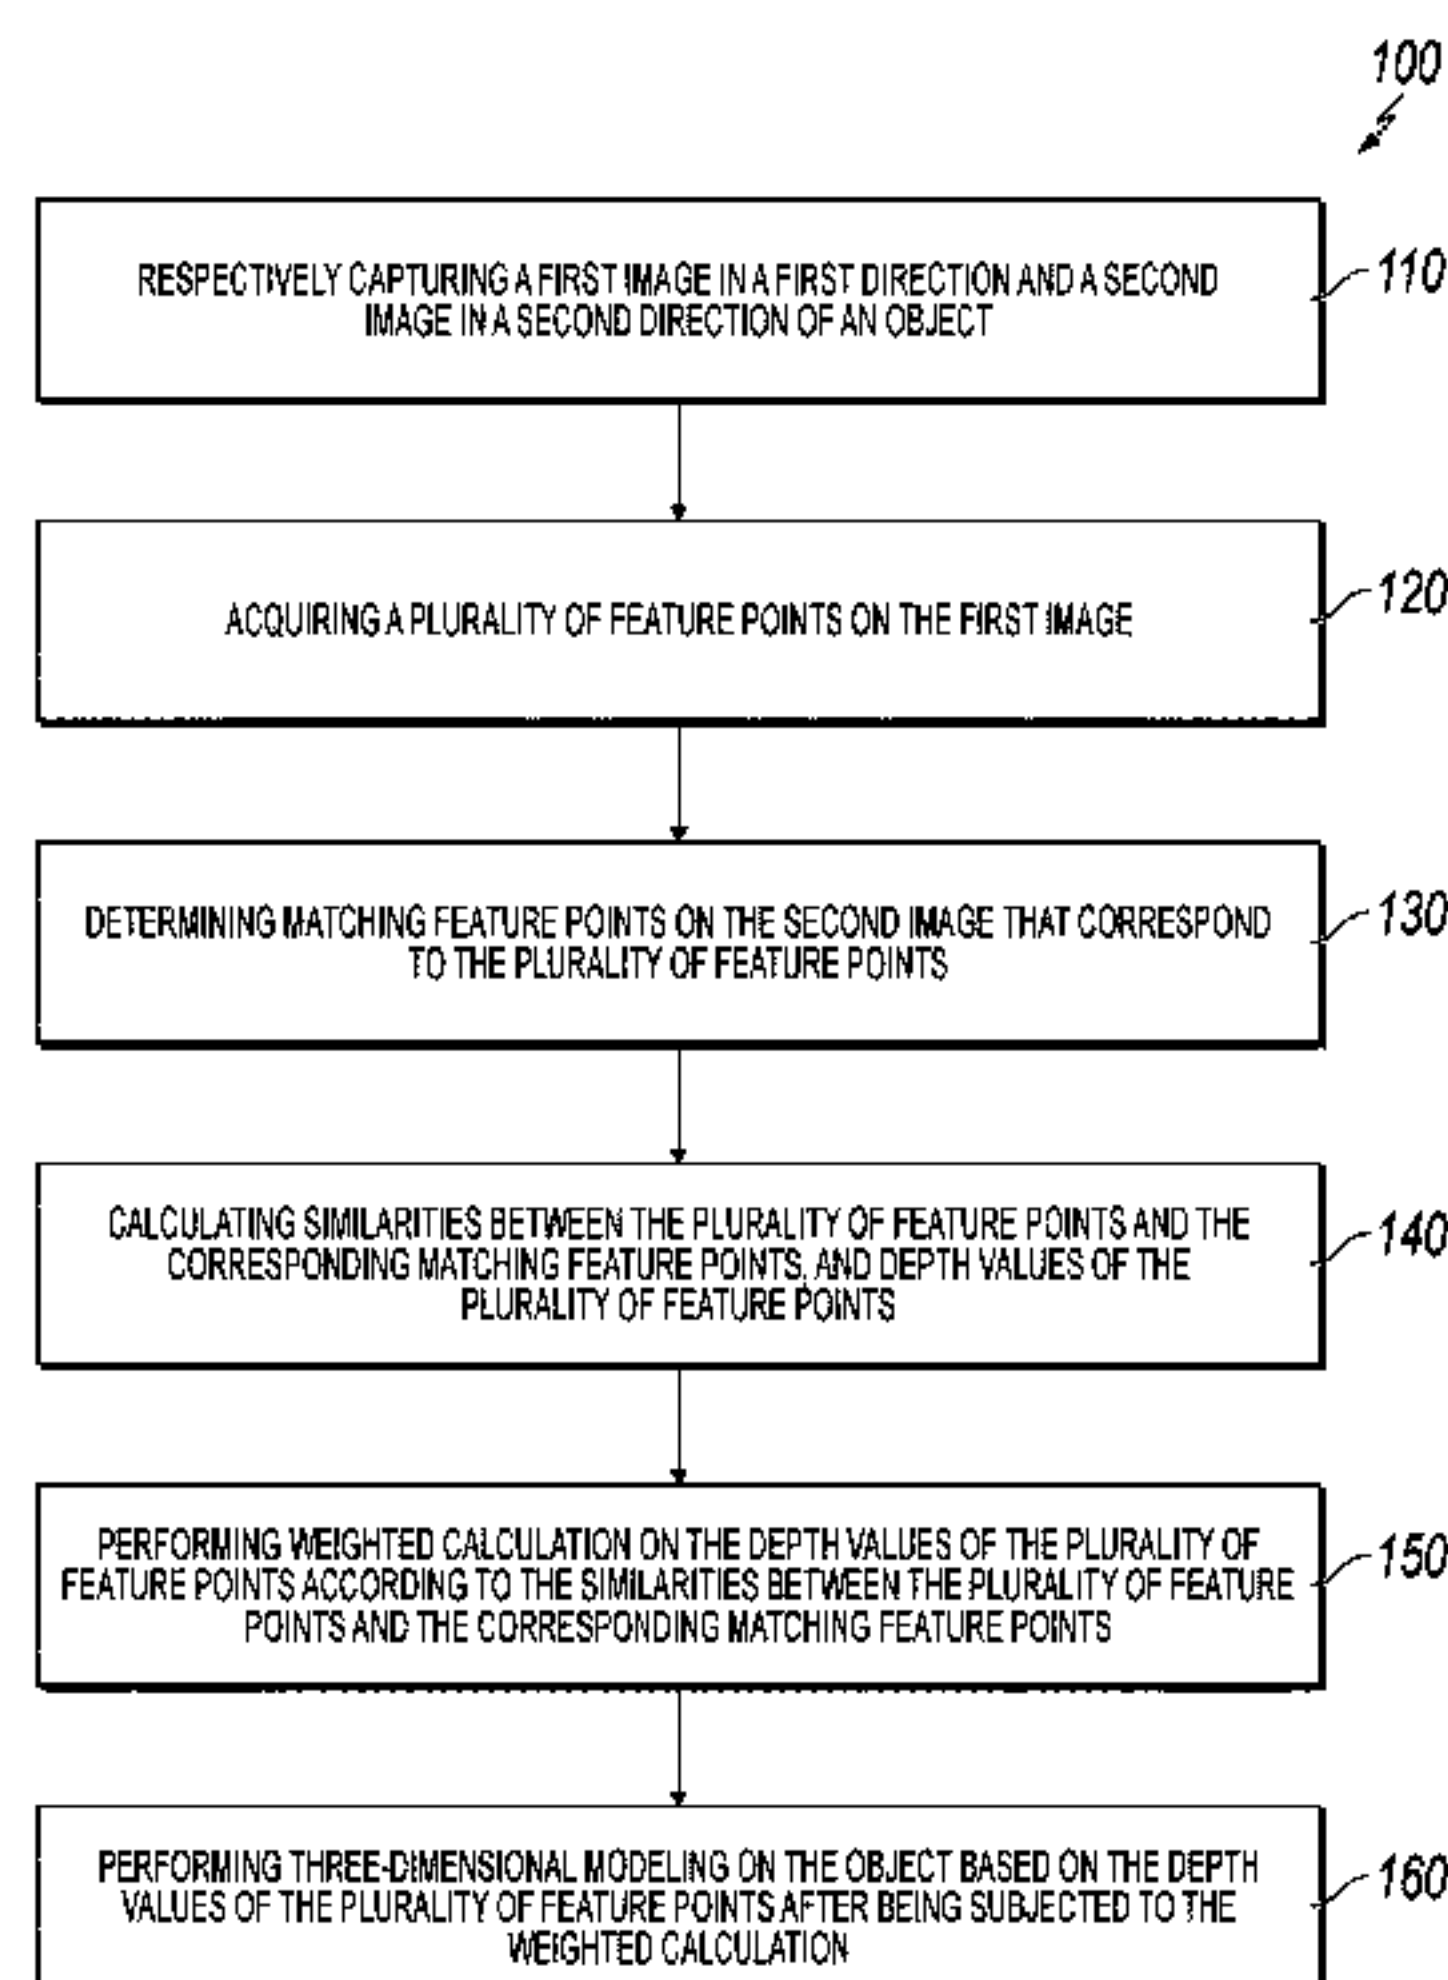 100
RESPECTIVELY CAPTURING A FIRST IMAGE IN A FIRST DIRECTION AND A SECOND
IMAGE IN A SECOND DIRECTION OF AN OBJECT
110
ACQUIRING A PLURALITY OF FEATURE POINTS ON THE FIRST IMAGE
120
DETERMINING MATCHING FEATURE POINTS ON THE SECOND IMAGE THAT CORRESPOND
TO THE PLURALITY OF FEATURE POINTS
130
CALCULATING SIMILARITIES BETWEEN THE PLURALITY OF FEATURE POINTS AND THE
CORRESPONDING MATCHING FEATURE POINTS, AND DEPTH VALUES OF THE
PLURALITY OF FEATURE POINTS
140
PERFORMING WEIGHTED CALCULATION ON THE DEPTH VALUES OF THE PLURALITY OF
FEATURE POINTS ACCORDING TO THE SIMILARITIES BETWEEN THE PLURALITY OF FEATURE
POINTS AND THE CORRESPONDING MATCHING FEATURE POINTS
150
PERFORMING THREE-DIMENSIONAL MODELING ON THE OBJECT BASED ON THE DEPTH
VALUES OF THE PLURALITY OF FEATURE POINTS AFTER BEING SUBJECTED TO THE
WEIGHTED CALCULATION
160